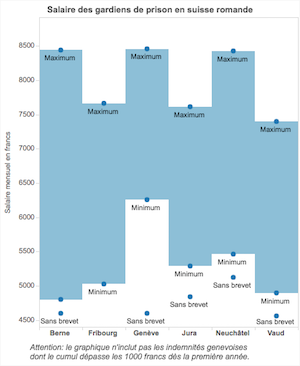 Salaire des gardiens de prison en suisse romande
Salaire mensuel en francs
8500
8000
7500
7000
6500
6000
5500
5000
4500
Maximum
Maximum
Maximum
Maximum
Maximum
Maximum
Minimum
Minimum
Minimum
Minimum
Minimum
Minimum
Sans brevet
Sans brevet
Sans brevet
Sans brevet
Sans brevet
Berne Fribourg Genève Jura Neuchâtel Vaud
Attention: le graphique n'inclut pas les indemnités gentevoises
dont le cumul dépasse les 1000 francs dès la première année.